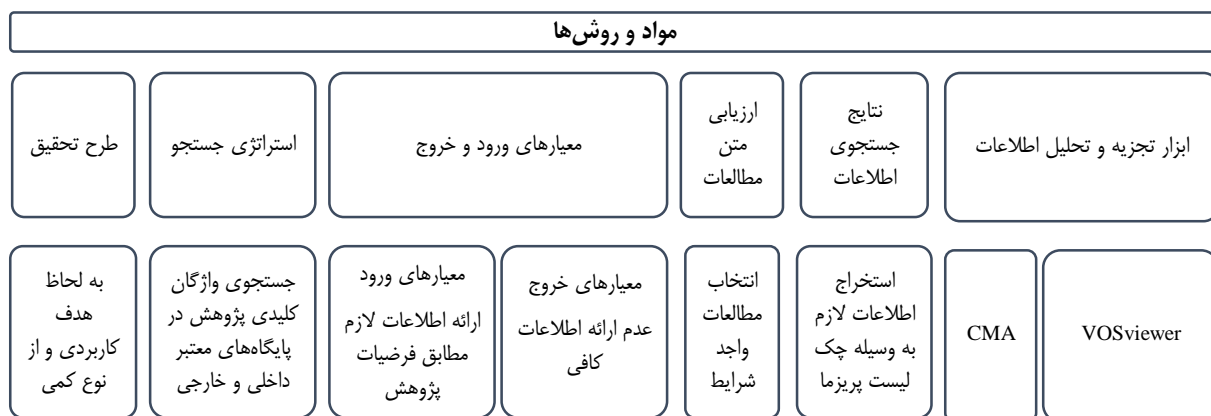 مواد و روش‌ها
طرح تحقیق
استراتژی جستجو
معیارهای ورود و خروج
ارزیابی
متن
مطالعات
نتایج
جستجوی
اطلاعات
ابزار تجزیه و تحلیل اطلاعات
به لحاظ
هدف
کاربردی و از
نوع کمی
جستجوی واژگان
کلیدی پژوهش در
پایگاه‌های معتبر
داخلی و خارجی
معیارهای ورود
ارائه اطلاعات لازم
مطابق فرضیات
پژوهش
معیارهای خروج
عدم ارائه اطلاعات
کافی
انتخاب
مطالعات
واجد
شرایط
استخراج
اطلاعات لازم
به وسیله چک
لیست پریزما
CMA
VOSviewer